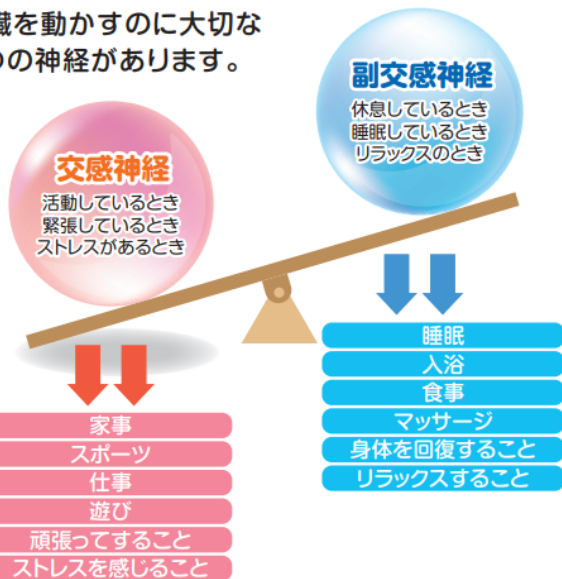 臓を動かすのに大切な
の神経があります。
副交感神経
休息しているとき
睡眠しているとき
リラックスのとき
交感神経
活動しているとき
緊張しているとき
ストレスがあるとき
睡眠
入浴
食事
マッサージ
身体を回復すること
リラックスすること
家事
スポーツ
仕事
遊び
頑張ってすること
ストレスを感じること